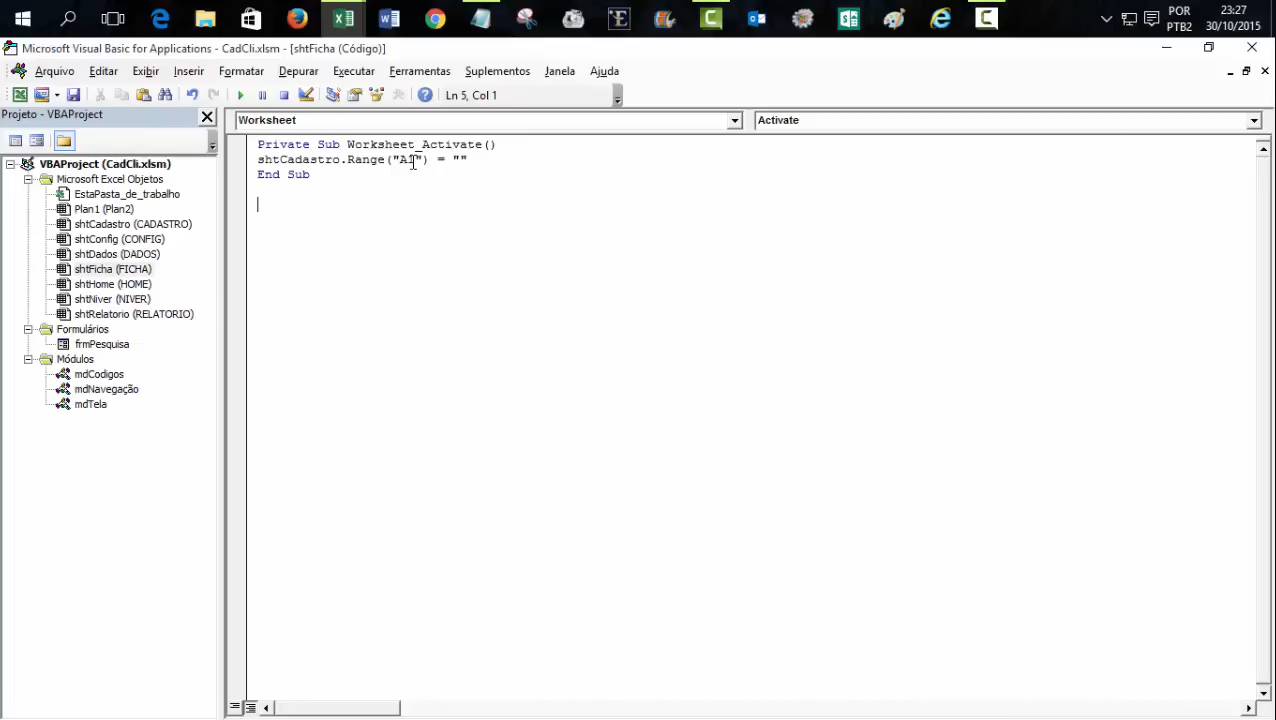 POR
23:27
PTB2
30/10/2015
Microsoft Visual Basic for Applications - CadCli.xlsm - [shtFicha (Código)]
Arquivo Editar Exibir Inserir Formatar Depurar Executar Ferramentas Suplementos Janela Ajuda
Ln 5, Col 1
Projeto - VBAProject
Worksheet
Activate
VBAProject (CadCli.xlsm)
Microsoft Excel Objetos
EstaPasta_de_trabalho
Plan1 (Plan2)
shtCadastro (CADASTRO)
shtConfig (CONFIG)
shtDados (DADOS)
shtFicha (FICHA)
shtHome (HOME)
shtNiver (NIVER)
shtRelatorio (RELATORIO)
Formulários
frmPesquisa
Módulos
mdCodigos
mdNavegação
mdTela
Private Sub Worksheet_Activate()
shtCadastro.Range("A1") = ""
End Sub